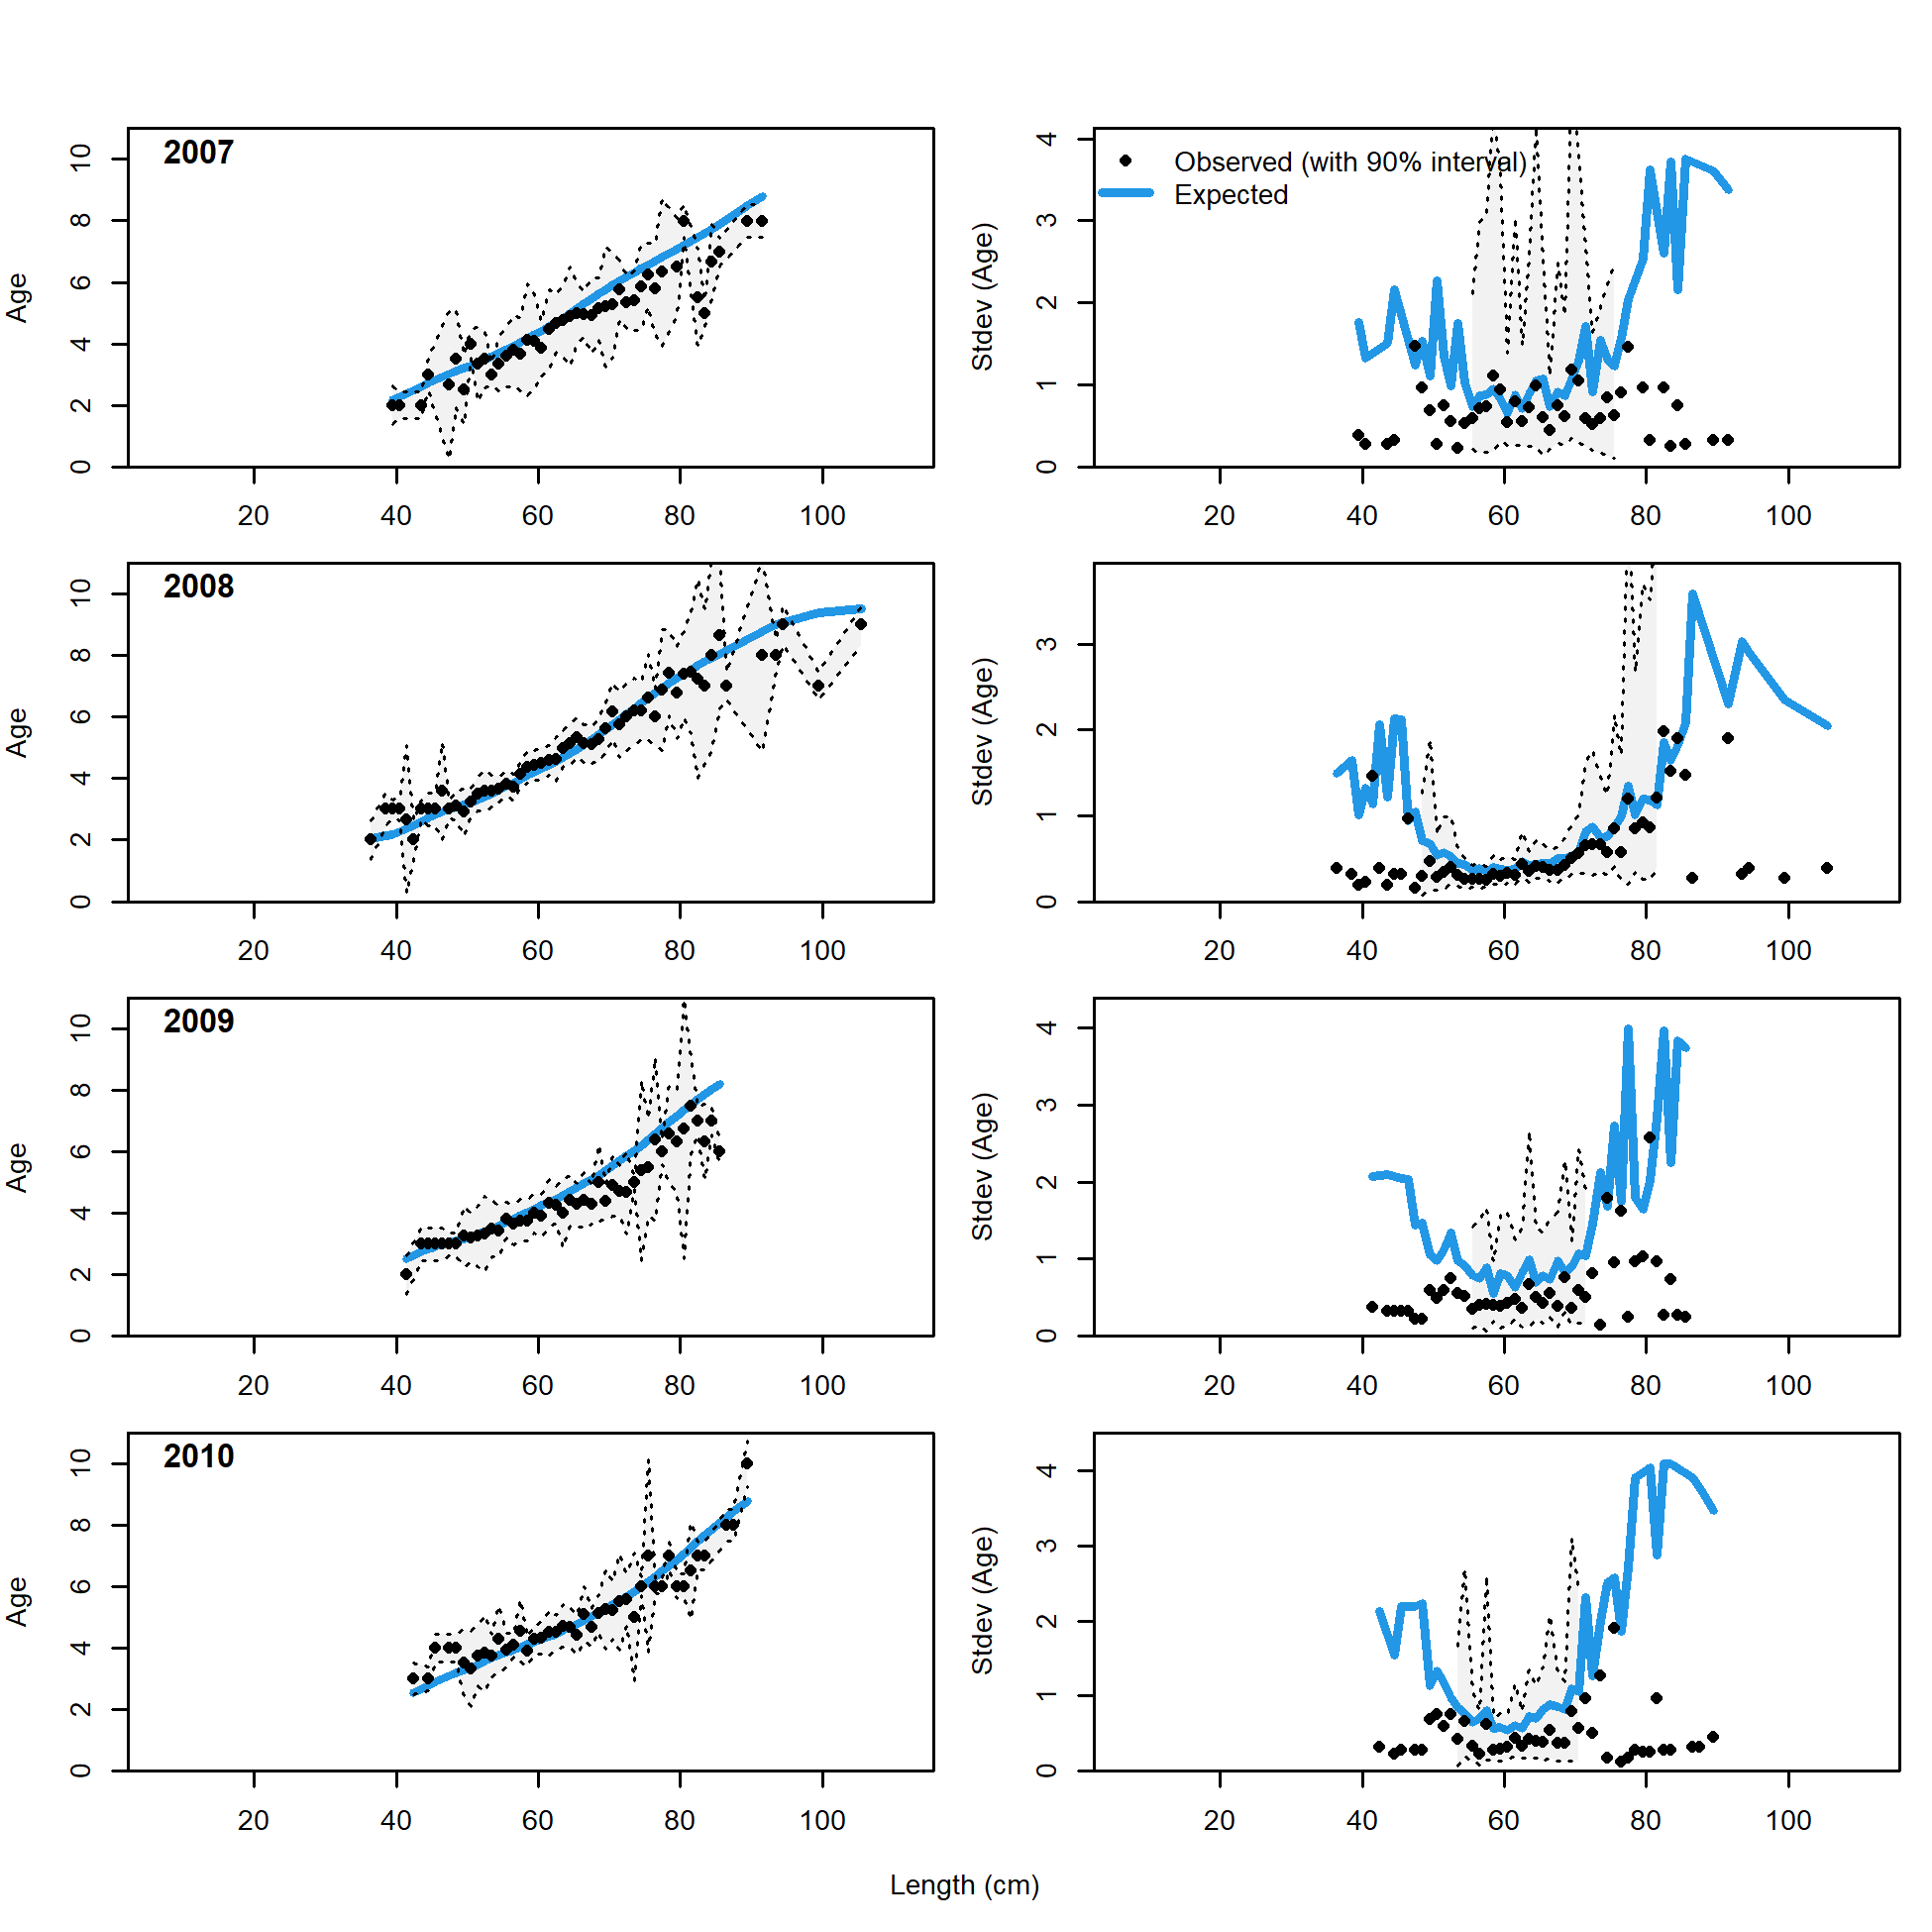 2007
Age
0 2 4 6 8 10
20 40 60 80 100
Observed (with 90% interval)
Expected
Stdev (Age)
0 1 2 3 4
20 40 60 80 100
2008
Age
0 2 4 6 8 10
20 40 60 80 100
Stdev (Age)
0 1 2 3
20 40 60 80 100
2009
Age
0 2 4 6 8 10
20 40 60 80 100
Stdev (Age)
0 1 2 3 4
20 40 60 80 100
2010
Age
0 2 4 6 8 10
20 40 60 80 100
Stdev (Age)
0 1 2 3 4
20 40 60 80 100
Length (cm)